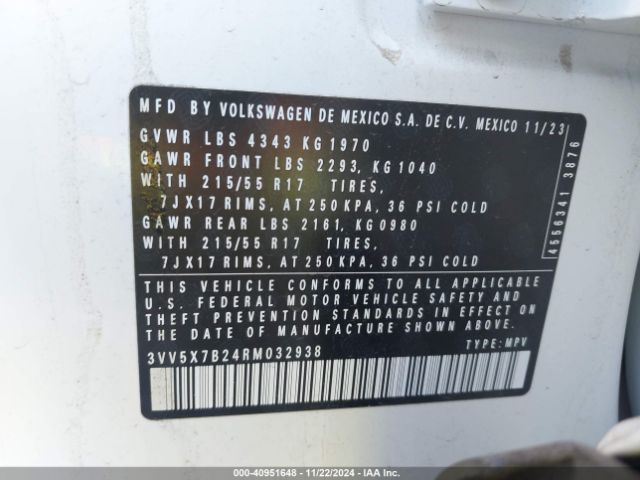 MFD BY VOLKSWAGEN DE MEXICO S.A. DE C.V. MEXICO 11/23
GVWR LBS 4343 KG 1970
GAWR FRONT LBS 2293, KG 1040
WITH 215/55 R17 TIRES,
7JX17 RIMS, AT 250 KPA, 36 PSI COLD
GAWR REAR LBS 2161, KG 0980
WITH 215/55 R17 TIRES,
7JX17 RIMS, AT 250 KPA, 36 PSI COLD
4556341 3876
THIS VEHICLE CONFORMS TO ALL APPLICABLE
U.S. FEDERAL MOTOR VEHICLE SAFETY AND
THEFT PREVENTION STANDARDS IN EFFECT ON
THE DATE OF MANUFACTURE SHOWN ABOVE.
3VV5X7B24RM032938 TYPE: MPV
000-40951648 - 11/22/2024 - IAA Inc.